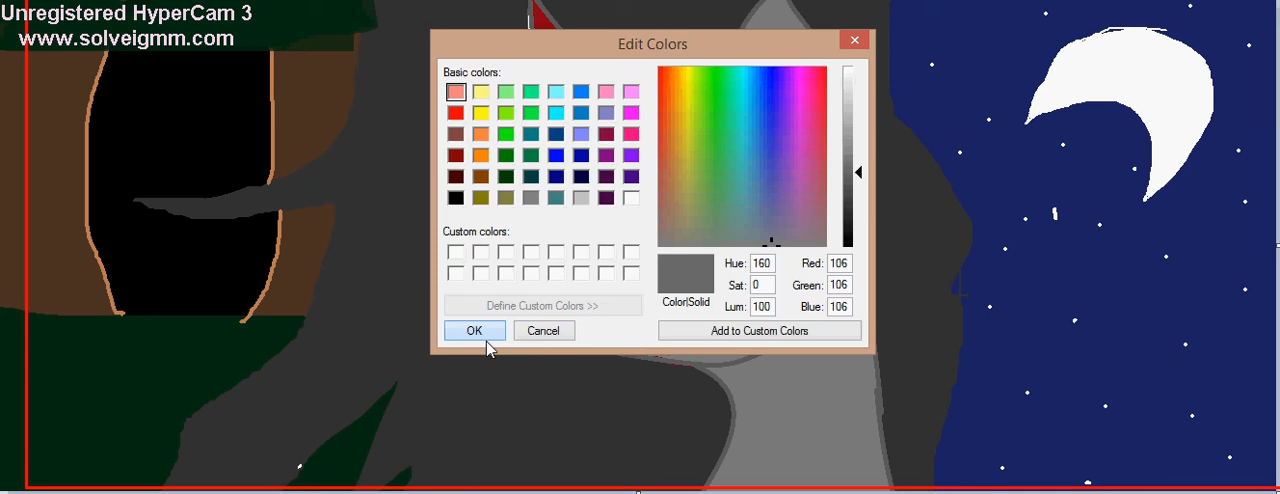 Unregistered HyperCam 3
www.solveigmm.com
Edit Colors
Basic colors:
Custom colors:
Define Custom Colors >>
OK
Cancel
Color|Solid
Hue: 160
Sat: 0
Lum: 100
Red: 106
Green: 106
Blue: 106
Add to Custom Colors